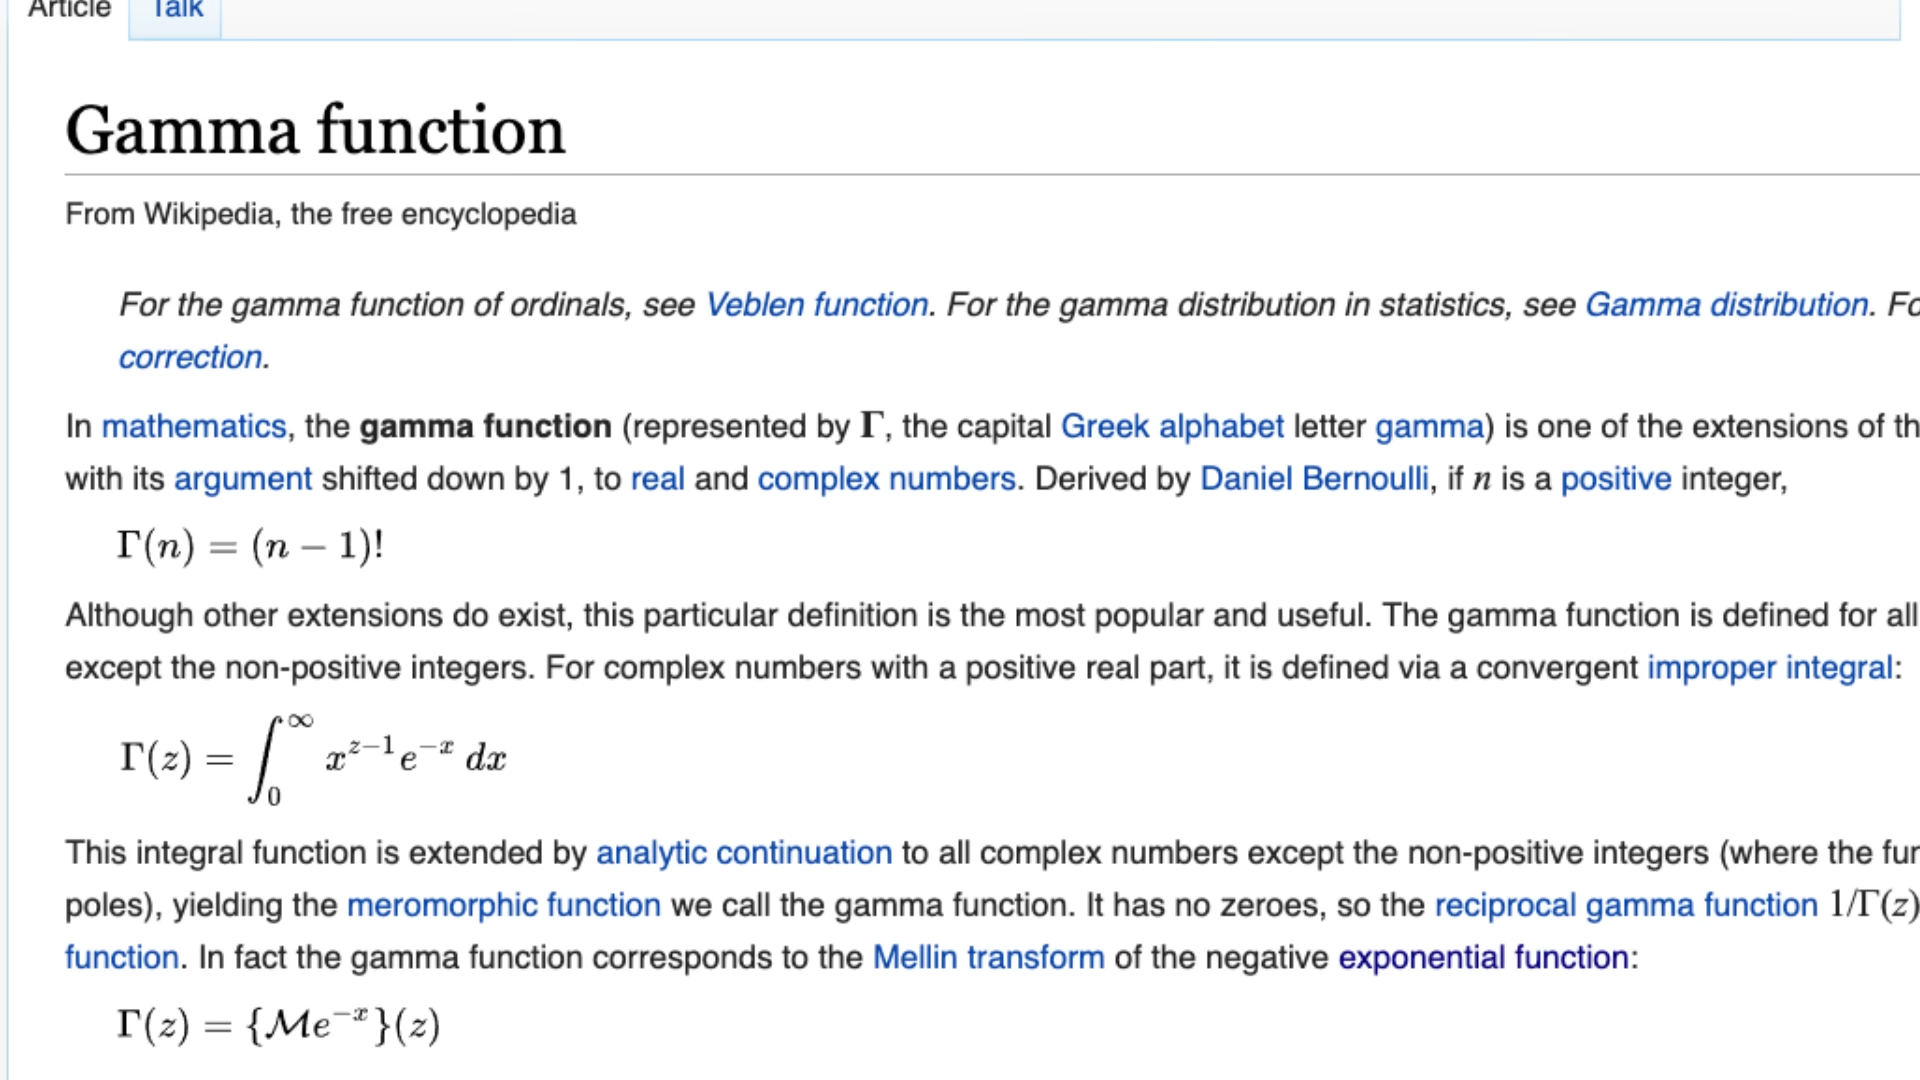 Article Talk
Gamma function
From Wikipedia, the free encyclopedia
For the gamma function of ordinals, see Veblen function. For the gamma distribution in statistics, see Gamma distribution.
correction.
In mathematics, the gamma function (represented by Γ, the capital Greek alphabet letter gamma) is one of the extensions of
with its argument shifted down by 1, to real and complex numbers. Derived by Daniel Bernoulli, if n is a positive integer,
Γ(n) = (n − 1)!
Although other extensions do exist, this particular definition is the most popular and useful. The gamma function is defined for all
except the non-positive integers. For complex numbers with a positive real part, it is defined via a convergent improper integral:
Γ(z) = ∫₀^∞ x^{z−1} e^{−x} dx
This integral function is extended by analytic continuation to all complex numbers except the non-positive integers (where the
poles), yielding the meromorphic function we call the gamma function. It has no zeroes, so the reciprocal gamma function 1/Γ(z)
function. In fact the gamma function corresponds to the Mellin transform of the negative exponential function:
Γ(z) = {ℳe^{−x}}(z)